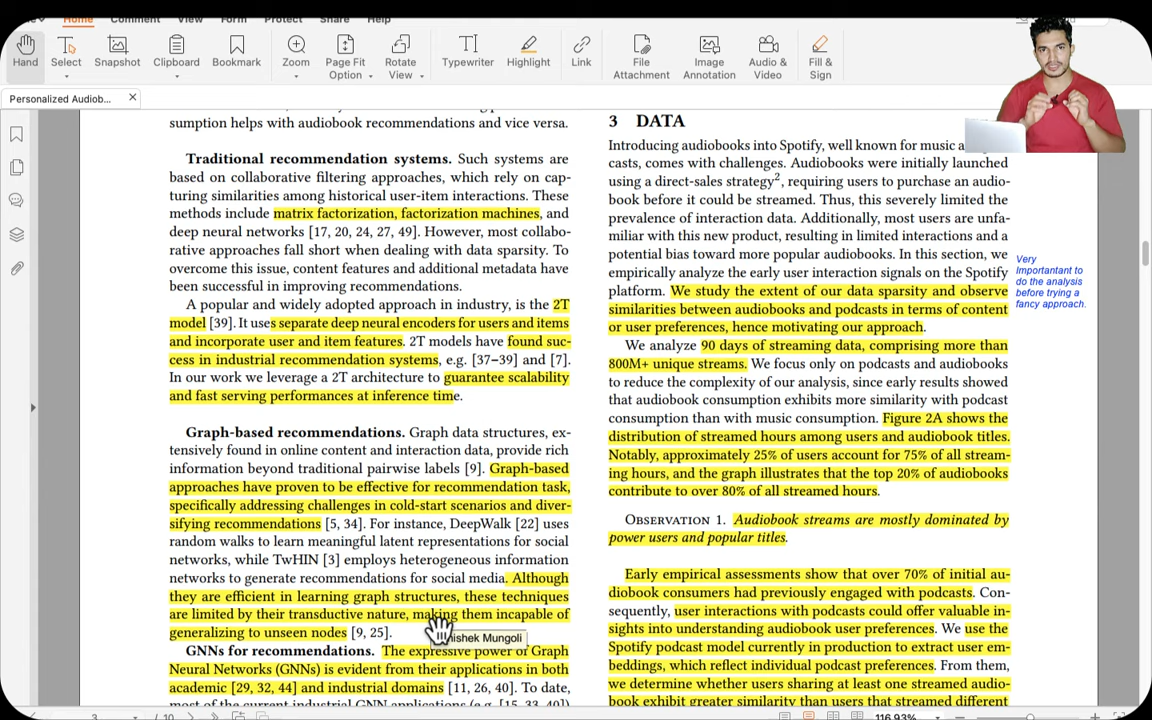 Home Comment View Form Protect Share Help
Hand
Select
Snapshot
Clipboard
Bookmark
Zoom
Page Fit
Option
Rotate
View
Typewriter
Highlight
Link
File
Attachment
Image
Annotation
Audio &
Video
Fill &
Sign
Personalized Audiob...
sumption helps with audiobook recommendations and vice versa.
Traditional recommendation systems. Such systems are
based on collaborative filtering approaches, which rely on cap-
turing similarities among historical user-item interactions. These
methods include matrix factorization, factorization machines, and
deep neural networks [17, 20, 24, 27, 49]. However, most collabo-
rative approaches fall short when dealing with data sparsity. To
overcome this issue, content features and additional metadata have
been successful in improving recommendations.
A popular and widely adopted approach in industry, is the 2T
model [39]. It uses separate deep neural encoders for users and items
and incorporate user and item features. 2T models have found suc-
cess in industrial recommendation systems, e.g. [37–39] and [7].
In our work we leverage a 2T architecture to guarantee scalability
and fast serving performances at inference time.
Graph-based recommendations. Graph data structures, ex-
tensively found in online content and interaction data, provide rich
information beyond traditional pairwise labels [9]. Graph-based
approaches have proven to be effective for recommendation task,
specifically addressing challenges in cold-start scenarios and diver-
sifying recommendations [5, 34]. For instance, DeepWalk [22] uses
random walks to learn meaningful latent representations for social
networks, while TwHIN [3] employs heterogeneous information
networks to generate recommendations for social media. Although
they are efficient in learning graph structures, these techniques
are limited by their transductive nature, making them incapable of
generalizing to unseen nodes [9, 25].
Mungoli
GNNs for recommendations. The expressive power of Graph
Neural Networks (GNNs) is evident from their applications in both
academic [29, 32, 44] and industrial domains [11, 26, 40]. To date,
most of the current industrial GNN applications (e.g. [15, 33, 40])
3 DATA
Introducing audiobooks into Spotify, well known for music a
casts, comes with challenges. Audiobooks were initially launched
using a direct-sales strategy2, requiring users to purchase an audio-
book before it could be streamed. Thus, this severely limited the
prevalence of interaction data. Additionally, most users are unfa-
miliar with this new product, resulting in limited interactions and a
potential bias toward more popular audiobooks. In this section, we
empirically analyze the early user interaction signals on the Spotify
platform. We study the extent of our data sparsity and observe
similarities between audiobooks and podcasts in terms of content
or user preferences, hence motivating our approach.
We analyze 90 days of streaming data, comprising more than
800M+ unique streams. We focus only on podcasts and audiobooks
to reduce the complexity of our analysis, since early results showed
that audiobook consumption exhibits more similarity with podcast
consumption than with music consumption. Figure 2A shows the
distribution of streamed hours among users and audiobook titles.
Notably, approximately 25% of users account for 75% of all stream-
ing hours, and the graph illustrates that the top 20% of audiobooks
contribute to over 80% of all streamed hours.
Observation 1. Audiobook streams are mostly dominated by
power users and popular titles.
Early empirical assessments show that over 70% of initial au-
diobook consumers had previously engaged with podcasts. Con-
sequently, user interactions with podcasts could offer valuable in-
sights into understanding audiobook user preferences. We use the
Spotify podcast model currently in production to extract user em-
beddings, which reflect individual podcast preferences. From them,
we determine whether users sharing at least one streamed audio-
book exhibit greater similarity than users that streamed different
Very
Importantant to
do the analysis
before trying a
fancy approach.
3 / 10
116.93%